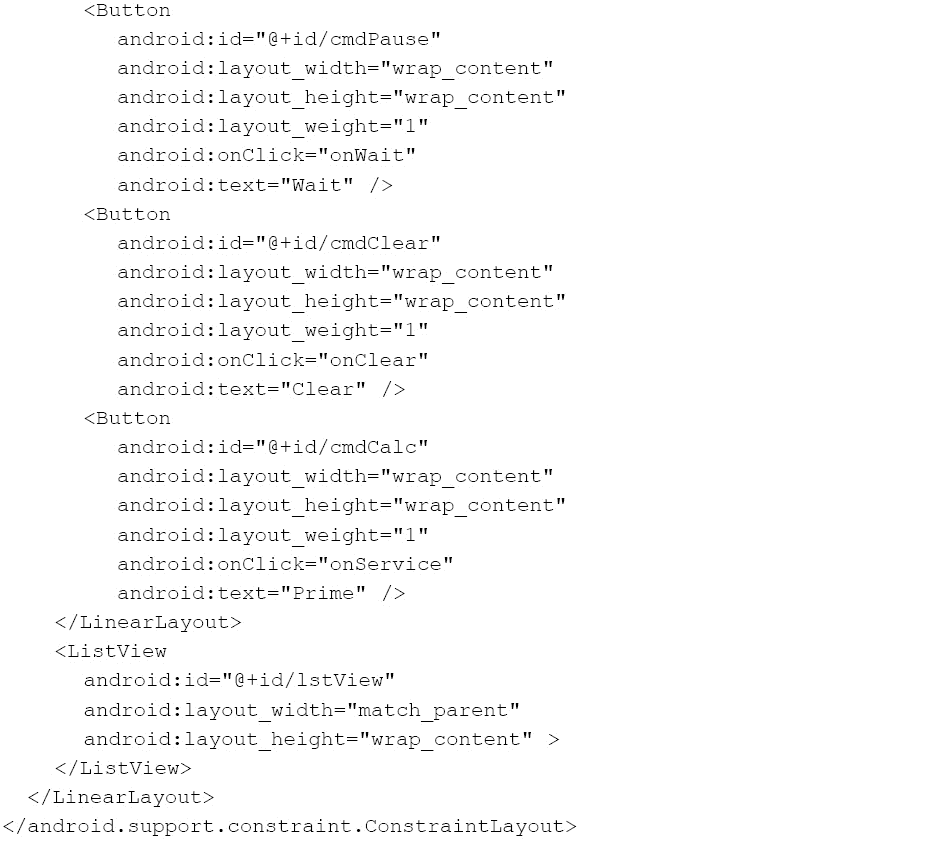 <Button
android:id="@+id/cmdPause"
android:layout_width="wrap_content"
android:layout_height="wrap_content"
android:layout_weight="1"
android:onClick="onWait"
android:text="Wait" />
<Button
android:id="@+id/cmdClear"
android:layout_width="wrap_content"
android:layout_height="wrap_content"
android:layout_weight="1"
android:onClick="onClear"
android:text="Clear" />
<Button
android:id="@+id/cmdCalc"
android:layout_width="wrap_content"
android:layout_height="wrap_content"
android:layout_weight="1"
android:onClick="onService"
android:text="Prime" />
</LinearLayout>
<ListView
android:id="@+id/lstView"
android:layout_width="match_parent"
android:layout_height="wrap_content" >
</ListView>
</LinearLayout>
</android.support.constraint.ConstraintLayout>